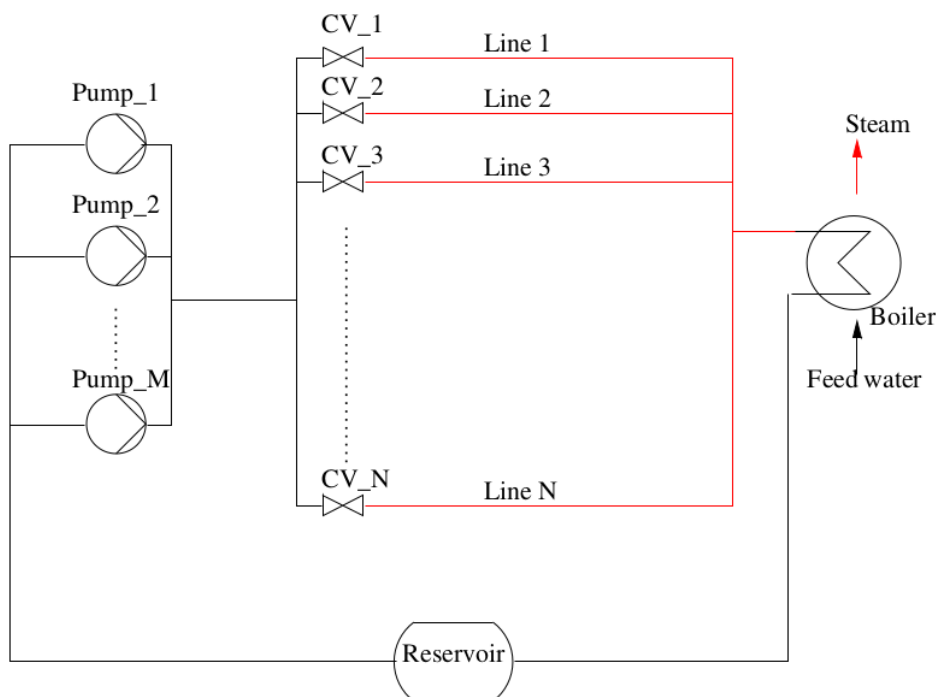 CV_1
Line 1
Pump_1
CV_2
Line 2
Steam
CV_3
Line 3
Pump_2
Boiler
Pump_M
Feed water
CV_N
Line N
Reservoir